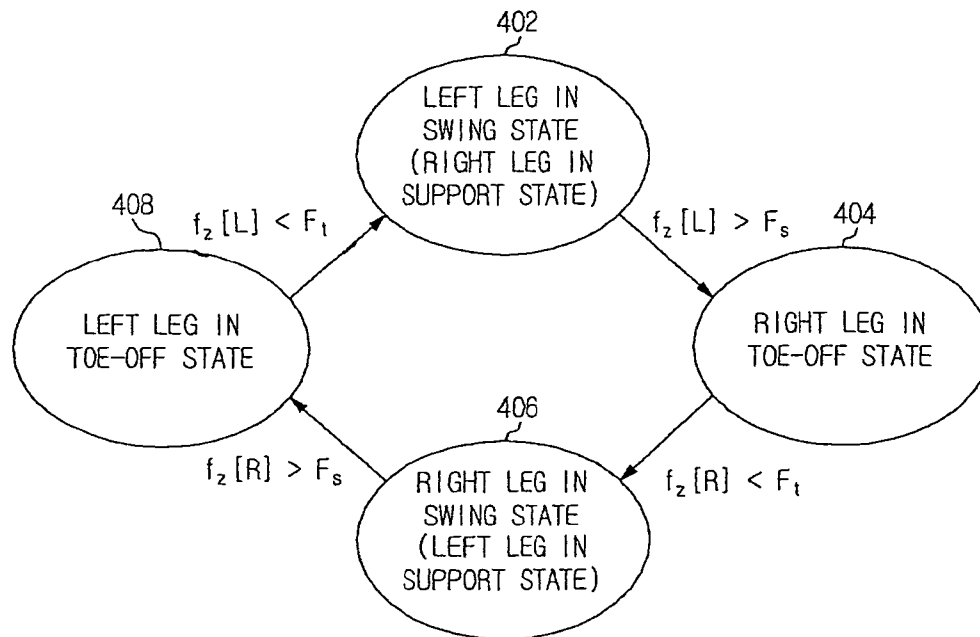 402
LEFT LEG IN
SWING STATE
(RIGHT LEG IN
SUPPORT STATE)
408
f_z [L] < F_t
f_z [L] > F_s
404
LEFT LEG IN
TOE-OFF STATE
RIGHT LEG IN
TOE-OFF STATE
406
f_z [R] > F_s
f_z [R] < F_t
RIGHT LEG IN
SWING STATE
(LEFT LEG IN
SUPPORT STATE)